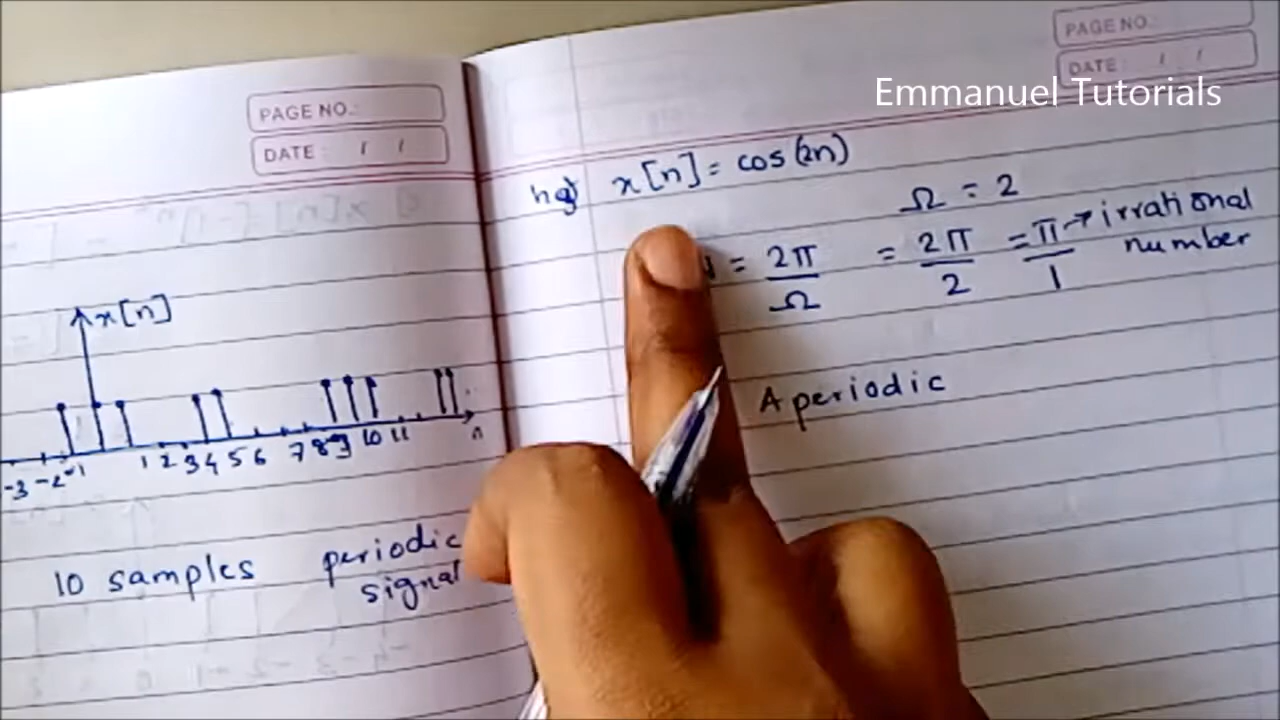 Emmanuel Tutorials
PAGE NO.:
DATE : / /
x[n]
-3 -2 -1 1 2 3 4 5 6 7 8 9 10 11 n
10 samples periodic
signal
PAGE NO.:
DATE : / /
x[n] = cos(2n)
Ω = 2
= 2π/Ω = 2π/2 = π/1 → irrational
number
Aperiodic